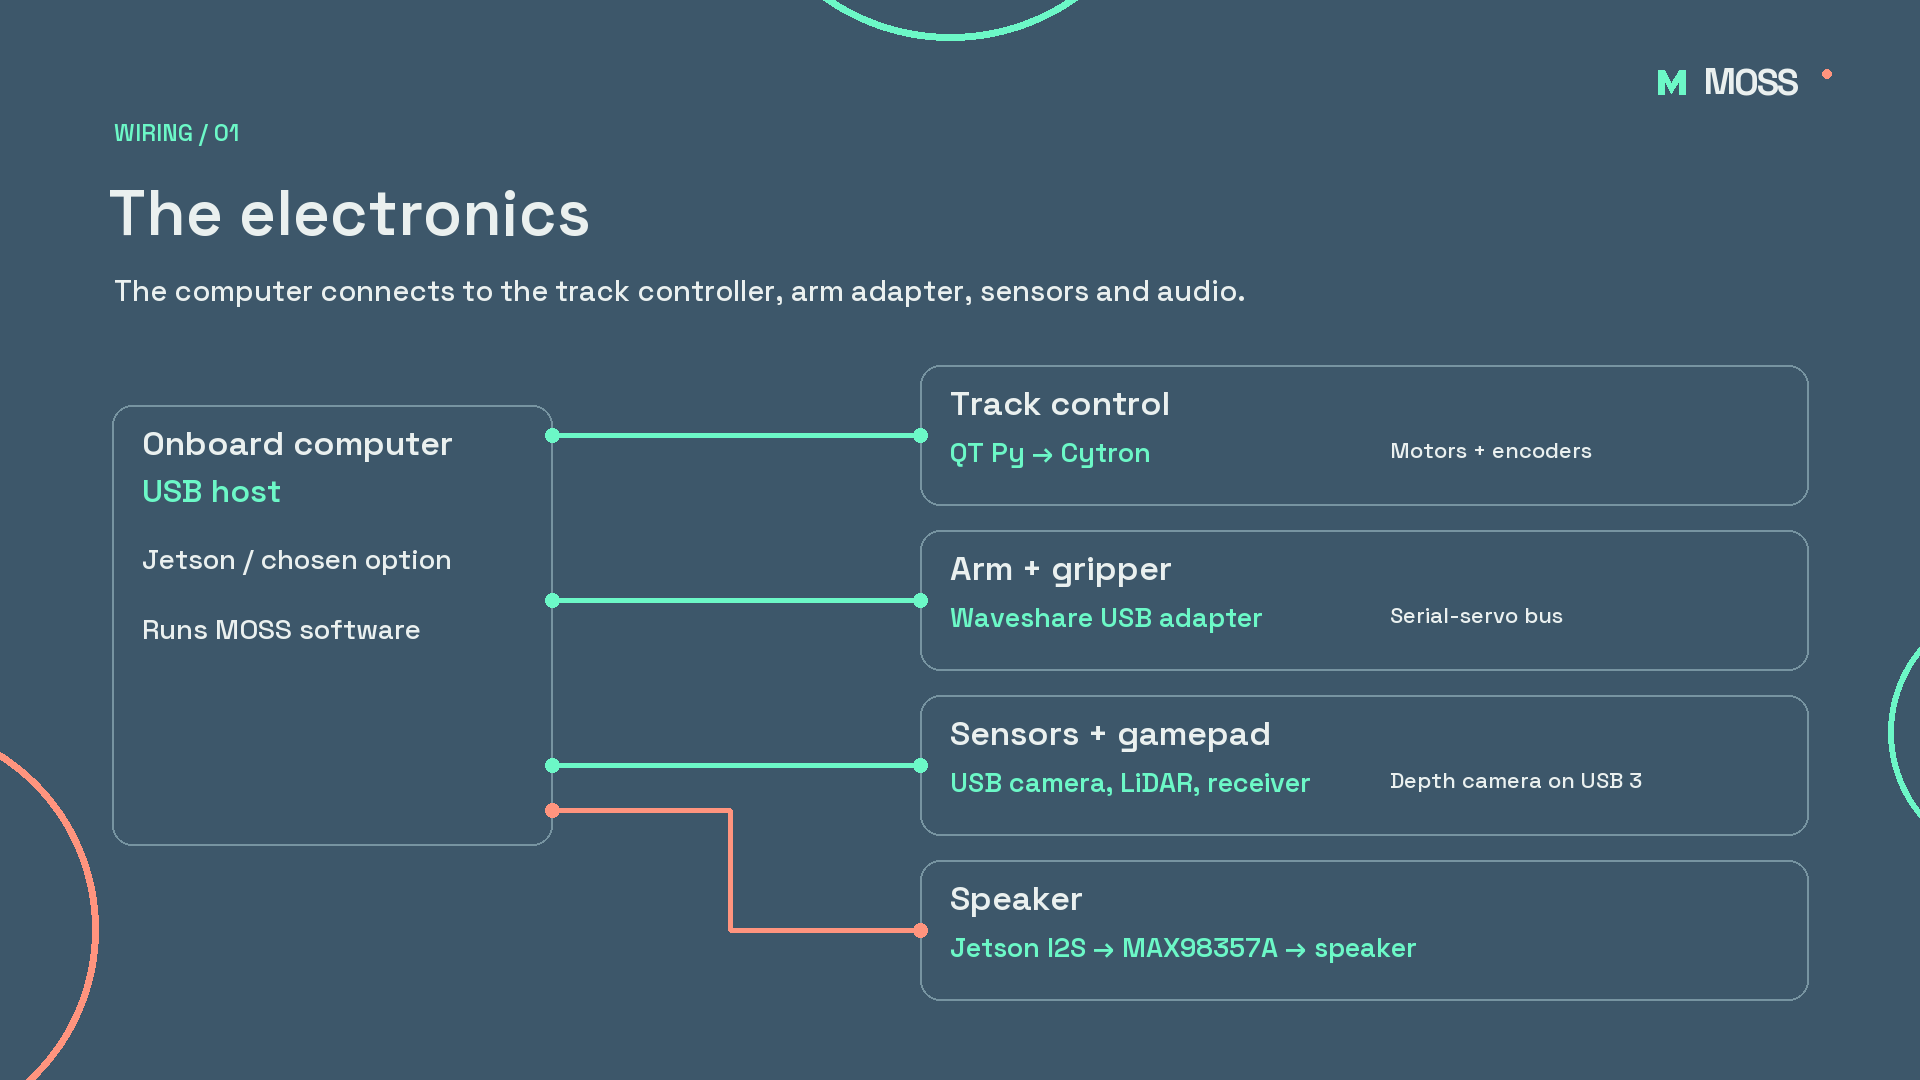 M MOSS
WIRING / 01
The electronics
The computer connects to the track controller, arm adapter, sensors and audio.
Onboard computer
USB host
Jetson / chosen option
Runs MOSS software
Track control
QT Py → Cytron
Motors + encoders
Arm + gripper
Waveshare USB adapter
Serial-servo bus
Sensors + gamepad
USB camera, LiDAR, receiver
Depth camera on USB 3
Speaker
Jetson I2S → MAX98357A → speaker